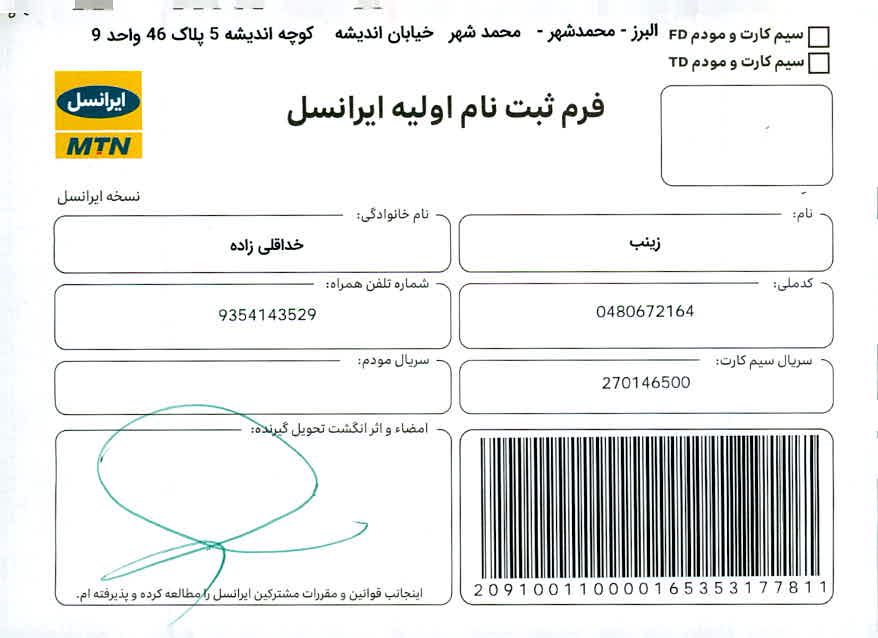 سیم کارت و مودم FD البرز - محمدشهر - محمد شهر خیابان اندیشه کوچه اندیشه 5 پلاک 46 واحد 9
سیم کارت و مودم TD
ایرانسل
MTN
فرم ثبت نام اولیه ایرانسل
نسخه ایرانسل
نام: زینب
نام خانوادگی: خداقلی زاده
کدملی: 0480672164
شماره تلفن همراه: 9354143529
سریال سیم کارت: 270146500
سریال مودم:
امضاء و اثر انگشت تحویل گیرنده:
اینجانب قوانین و مقررات مشترکین ایرانسل را مطالعه کرده و پذیرفته ام.
209100110000165353177811